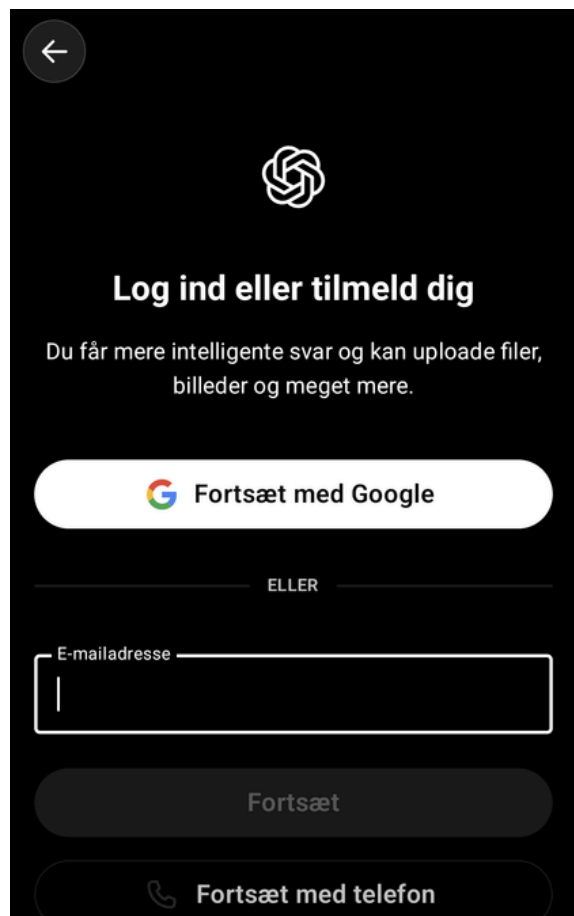 Log ind eller tilmeld dig
Du får mere intelligente svar og kan uploade filer,
billeder og meget mere.
Fortsæt med Google
ELLER
E-mailadresse
Fortsæt
Fortsæt med telefon